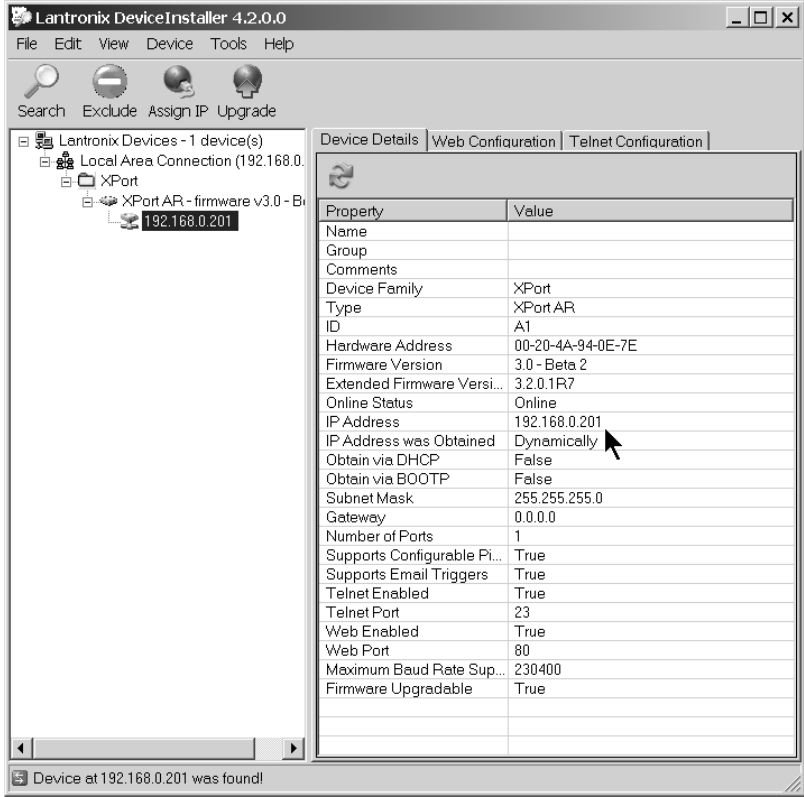 Lantronix DeviceInstaller 4.2.0.0
File Edit View Device Tools Help
Search Exclude Assign IP Upgrade
Lantronix Devices - 1 device(s)
Local Area Connection (192.168.0.
XPort
XPort AR - firmware v3.0 - Be
192.168.0.201
Device Details Web Configuration Telnet Configuration
Property Value
Name
Group
Comments
Device Family XPort
Type XPort AR
ID A1
Hardware Address 00-20-4A-94-0E-7E
Firmware Version 3.0 - Beta 2
Extended Firmware Versi... 3.2.0.1R7
Online Status Online
IP Address 192.168.0.201
IP Address was Obtained Dynamically
Obtain via DHCP False
Obtain via BOOTP False
Subnet Mask 255.255.255.0
Gateway 0.0.0.0
Number of Ports 1
Supports Configurable Pi... True
Supports Email Triggers True
Telnet Enabled True
Telnet Port 23
Web Enabled True
Web Port 80
Maximum Baud Rate Sup... 230400
Firmware Upgradable True
Device at 192.168.0.201 was found!